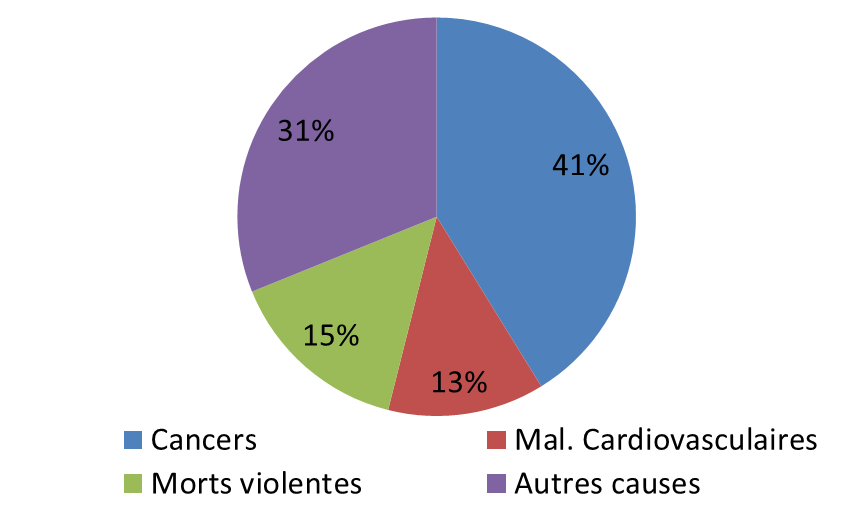 31%
41%
15%
13%
Cancers
Mal. Cardiovasculaires
Morts violentes
Autres causes